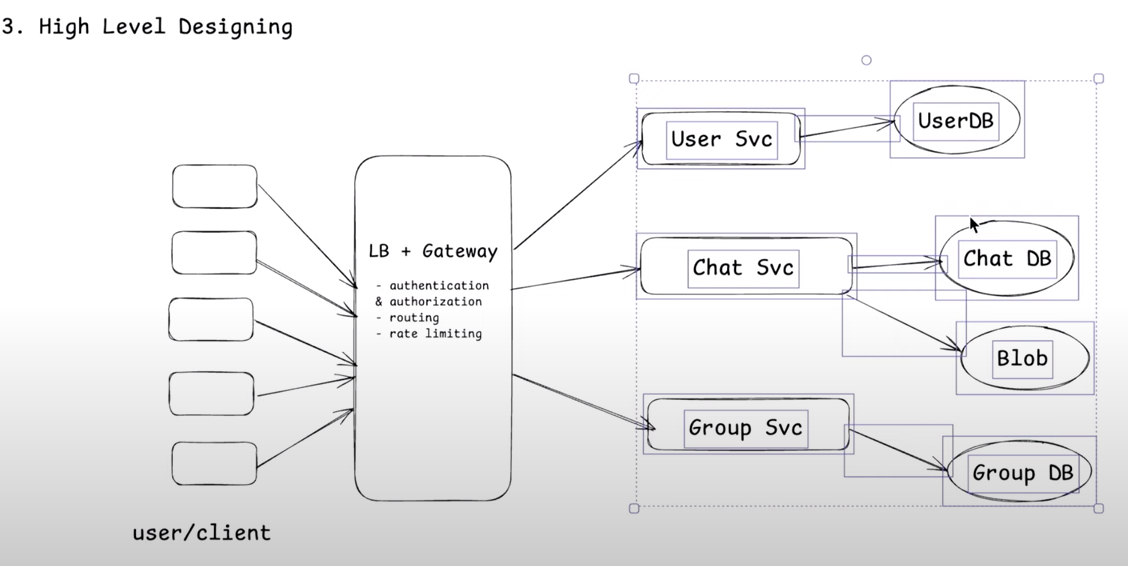 3. High Level Designing
User Svc
UserDB
LB + Gateway
- authentication
& authorization
- routing
- rate limiting
Chat Svc
Chat DB
Blob
Group Svc
Group DB
user/client